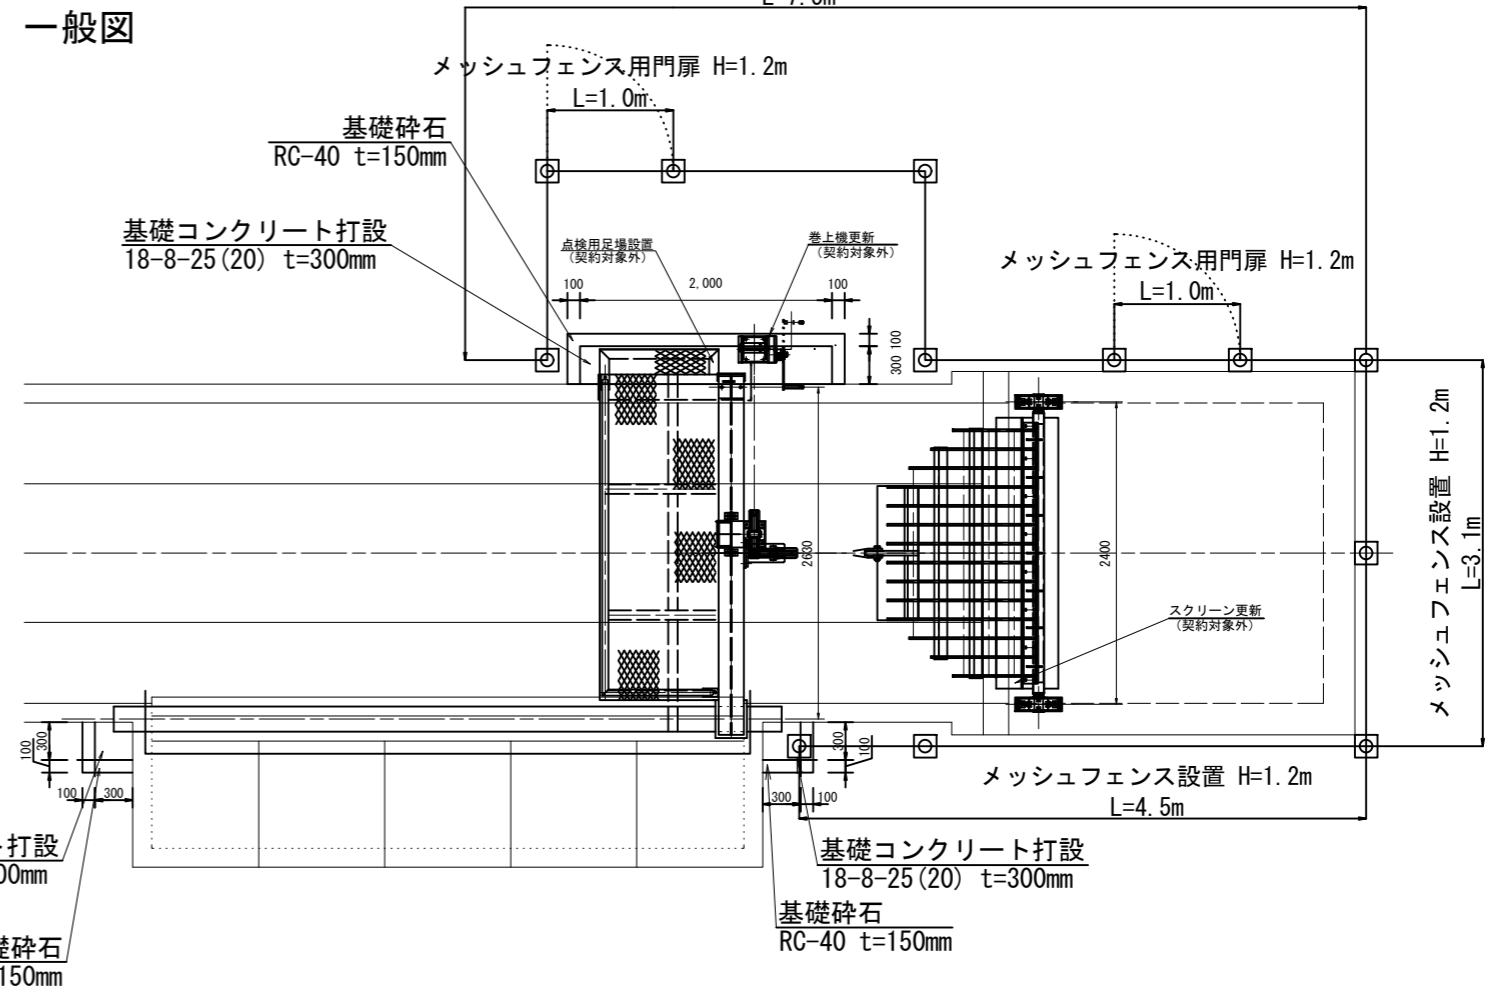 一般図
メッシュフェンス用門扉 H=1.2m
L=1.0m
基礎砕石
RC-40 t=150mm
基礎コンクリート打設
18-8-25(20) t=300mm
点検用足場設置
(契約対象外)
巻上機更新
(契約対象外)
100
2,000
100
メッシュフェンス用門扉 H=1.2m
L=1.0m
300 100
2630
2400
スクリーン更新
(契約対象外)
メッシュフェンス設置 H=1.2m
L=3.1m
100
300
100
300
300
100
300
100
メッシュフェンス設置 H=1.2m
L=4.5m
ト打設
00mm
基礎コンクリート打設
18-8-25(20) t=300mm
基礎砕石
RC-40 t=150mm
礎砕石
150mm